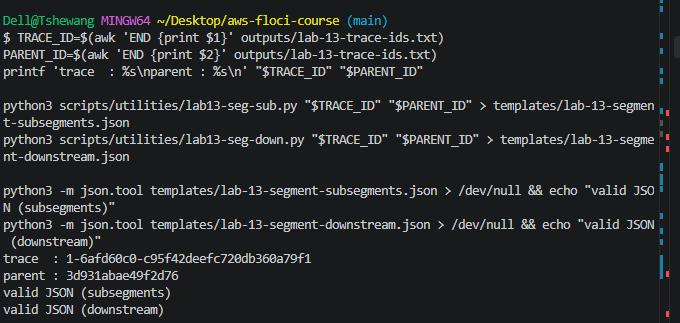 Dell@Tshewang MINGW64 ~/Desktop/aws-floci-course (main)
$ TRACE_ID=$(awk 'END {print $1}' outputs/lab-13-trace-ids.txt)
PARENT_ID=$(awk 'END {print $2}' outputs/lab-13-trace-ids.txt)
printf 'trace  : %s\nparent : %s\n' "$TRACE_ID" "$PARENT_ID"
python3 scripts/utilities/lab13-seg-sub.py "$TRACE_ID" "$PARENT_ID" > templates/lab-13-segmen
t-subsegments.json
python3 scripts/utilities/lab13-seg-down.py "$TRACE_ID" "$PARENT_ID" > templates/lab-13-segme
nt-downstream.json
python3 -m json.tool templates/lab-13-segment-subsegments.json > /dev/null && echo "valid JSO
N (subsegments)"
python3 -m json.tool templates/lab-13-segment-downstream.json > /dev/null && echo "valid JSON
 (downstream)"
trace  : 1-6afd60c0-c95f42deefc720db360a79f1
parent : 3d931abae49f2d76
valid JSON (subsegments)
valid JSON (downstream)